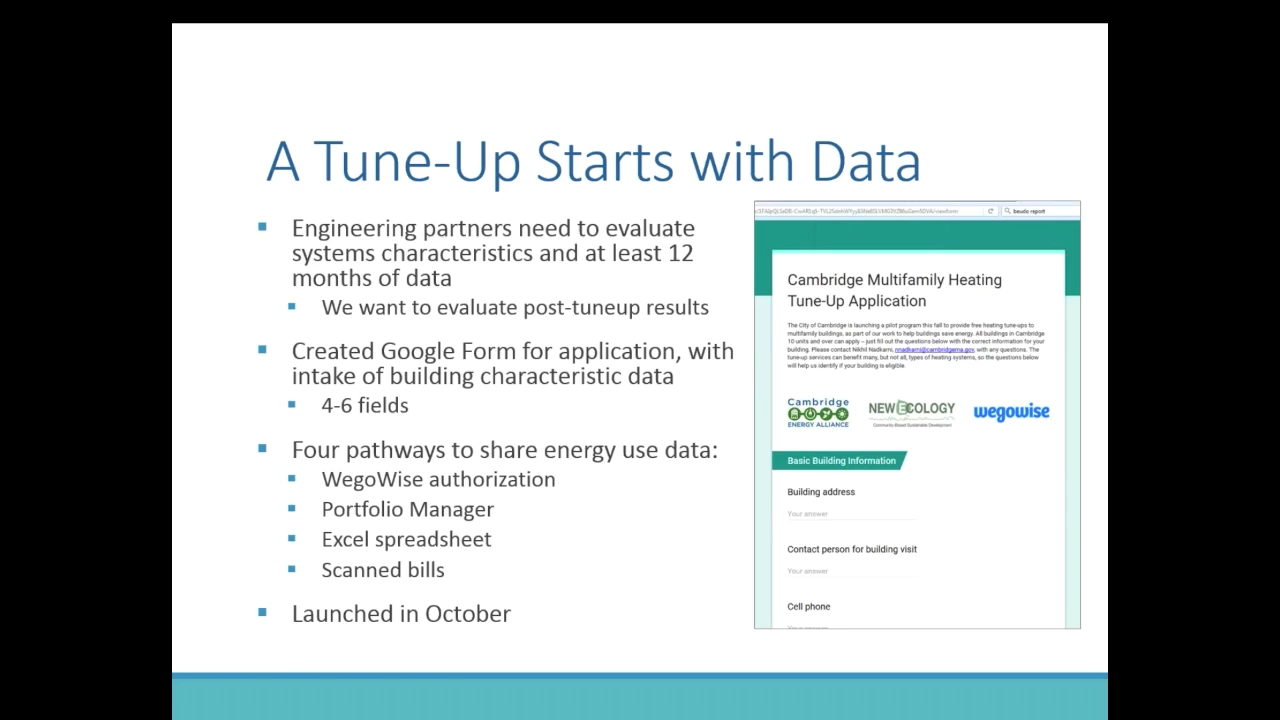 A Tune-Up Starts with Data
Engineering partners need to evaluate
systems characteristics and at least 12
months of data
We want to evaluate post-tuneup results
Created Google Form for application, with
intake of building characteristic data
4-6 fields
Four pathways to share energy use data:
WegoWise authorization
Portfolio Manager
Excel spreadsheet
Scanned bills
Launched in October
beudo report
Cambridge Multifamily Heating
Tune-Up Application
The City of Cambridge is launching a pilot program this fall to provide free heating tune-ups to
multifamily buildings, as part of our work to help buildings save energy. All buildings in Cambridge
10 units and over can apply – just fill out the questions below with the correct information for your
building. Please contact Nikhil Nadkarni, nnadkarni@cambridgema.gov, with any questions. The
tune-up services can benefit many, but not all, types of heating systems, so the questions below
will help us identify if your building is eligible.
Cambridge
ENERGY ALLIANCE
NEW ECOLOGY
Community-Based Sustainable Development
wegowise
Basic Building Information
Building address
Your answer
Contact person for building visit
Your answer
Cell phone